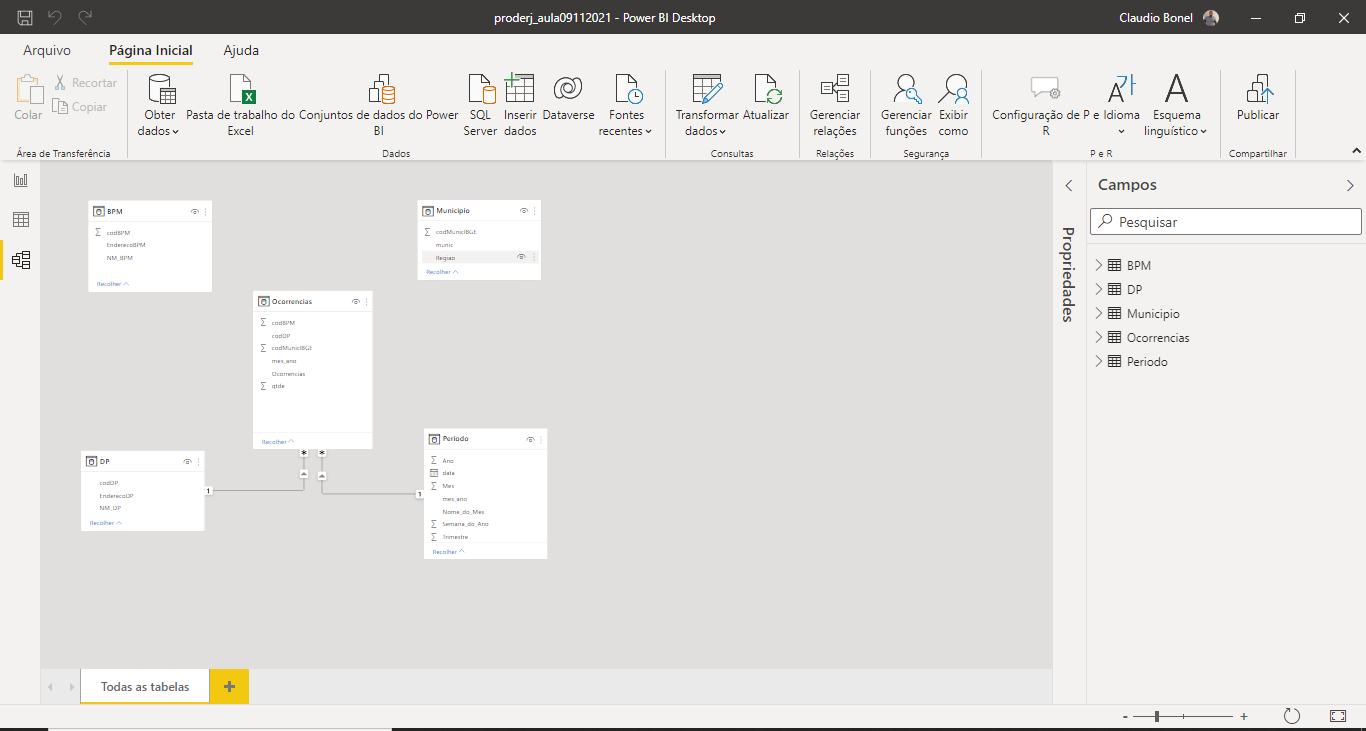 proderj_aula09112021 - Power BI Desktop
Claudio Bonel
Arquivo
Página Inicial
Ajuda
Colar
Recortar
Copiar
Obter
dados
Pasta de trabalho do
Excel
Conjuntos de dados do Power
BI
SQL
Server
Inserir
dados
Dataverse
Fontes
recentes
Transformar
dados
Atualizar
Gerenciar
relações
Gerenciar
funções
Exibir
como
Configuração de P e
R
Idioma
Esquema
linguístico
Publicar
Área de Transferência
Dados
Consultas
Relações
Segurança
P e R
Compartilhar
BPM
codBPM
EnderecoBPM
NM_BPM
Recolher
Municipio
codMunicIBGE
munic
Regiao
Recolher
Ocorrencias
codBPM
codDP
codMunicIBGE
mes_ano
Ocorrencias
qtde
Recolher
DP
codDP
EnderecoDP
NM_DP
Recolher
*
*
1
1
Periodo
Ano
data
Mes
mes_ano
Nome_do_Mes
Semana_do_Ano
Trimestre
Recolher
Propriedades
Campos
Pesquisar
BPM
DP
Municipio
Ocorrencias
Periodo
Todas as tabelas